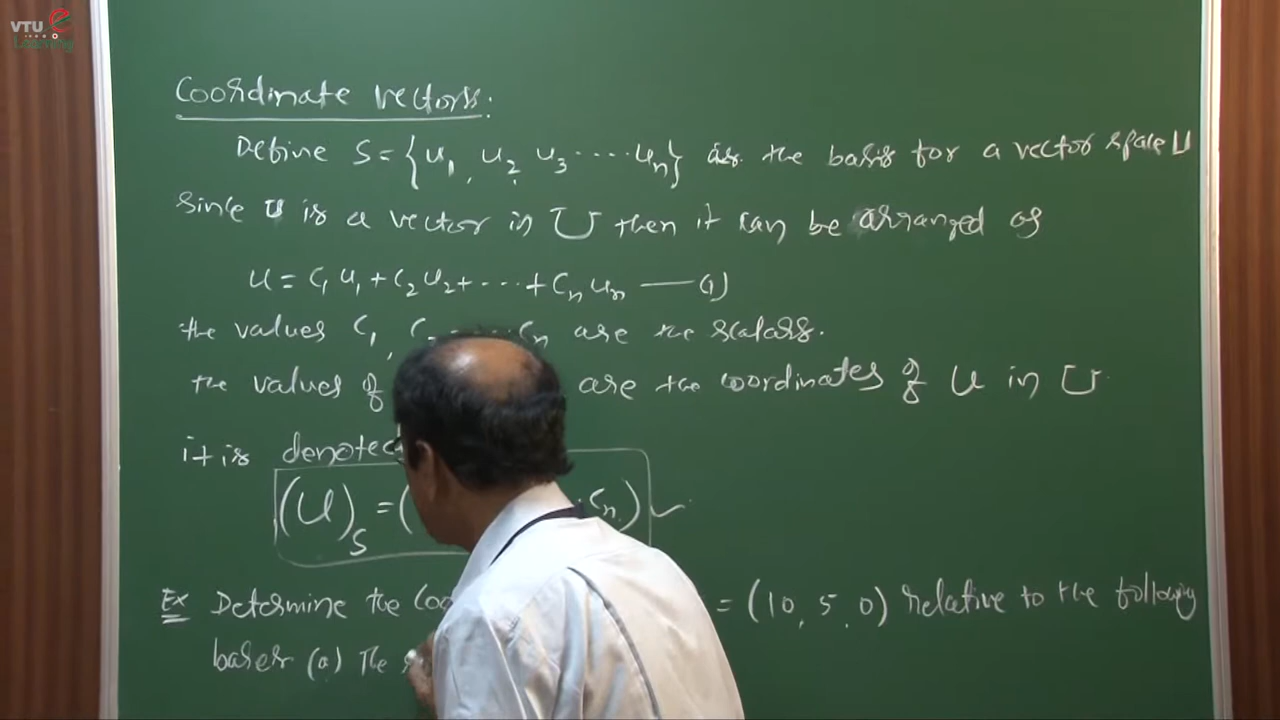 VTU e
Learning
Coordinate vectors.
Define S = {u₁, u₂ u₃ ····· uₙ} as the basis for a vector space U
Since u is a vector in U then it can be arranged as
u = c₁u₁ + c₂u₂ + ··· + cₙuₙ — (1)
the values c₁, cₙ are the scalars.
the values of are the coordinates of u in U.
it is denoted
(u)ₛ = ( cₙ)
Ex Determine the = (10, 5, 0) relative to the following
bases (a) The